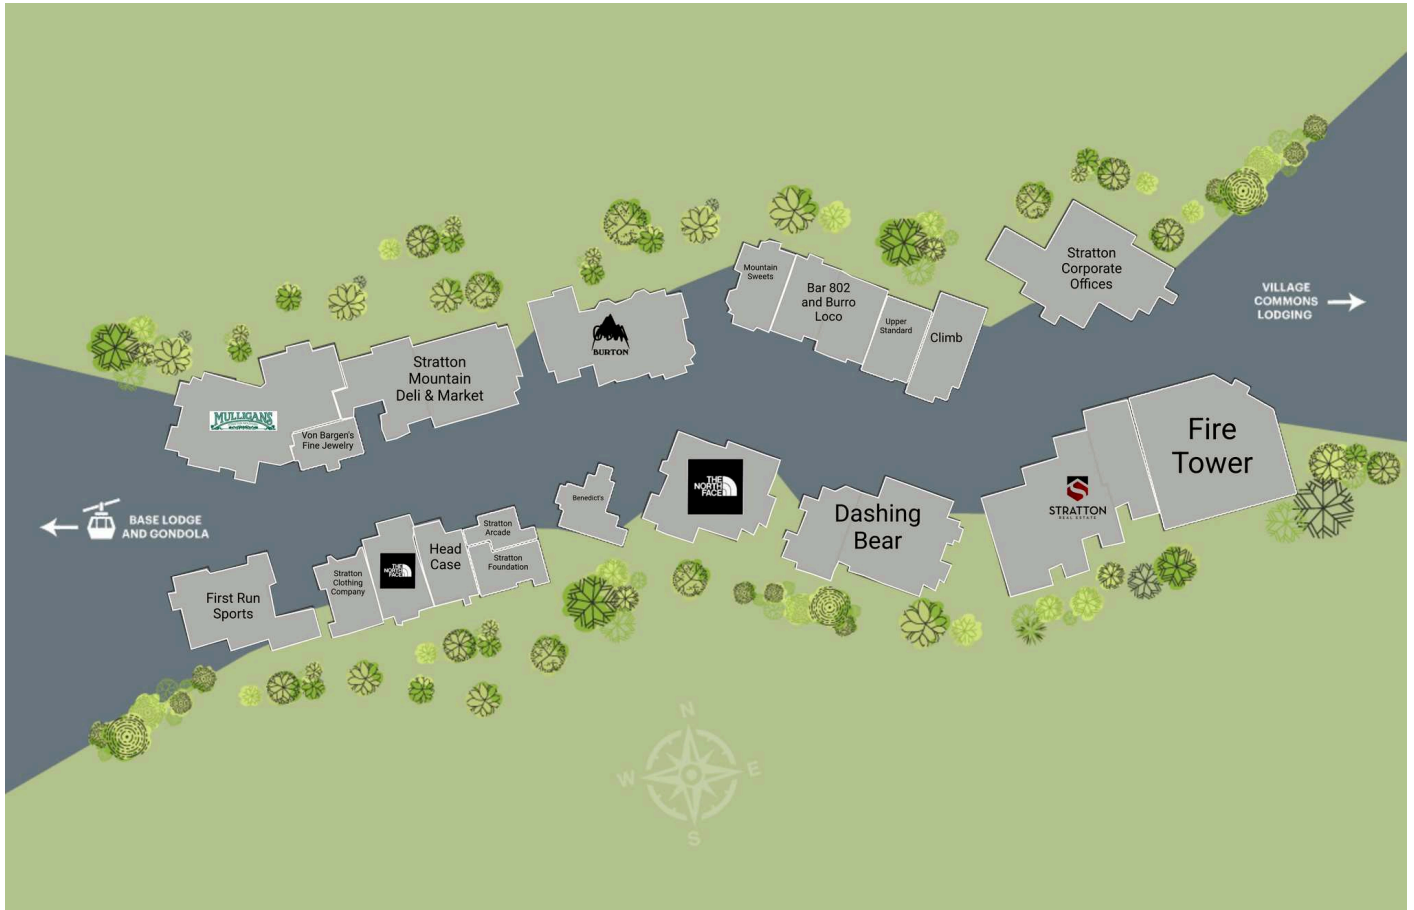 Stratton
Corporate
Offices
Mountain
Sweets
Bar 802
and Burro
Loco
Upper
Standard
Climb
VILLAGE
COMMONS
LODGING
BURTON
Stratton
Mountain
Deli & Market
MULLIGANS
Von Bargen's
Fine Jewelry
Fire
Tower
THE
NORTH
FACE
STRATTON
REAL ESTATE
Benedict's
Dashing
Bear
BASE LODGE
AND GONDOLA
Stratton
Arcade
Head
Case
Stratton
Foundation
THE
NORTH
FACE
Stratton
Clothing
Company
First Run
Sports
N
W
E
S